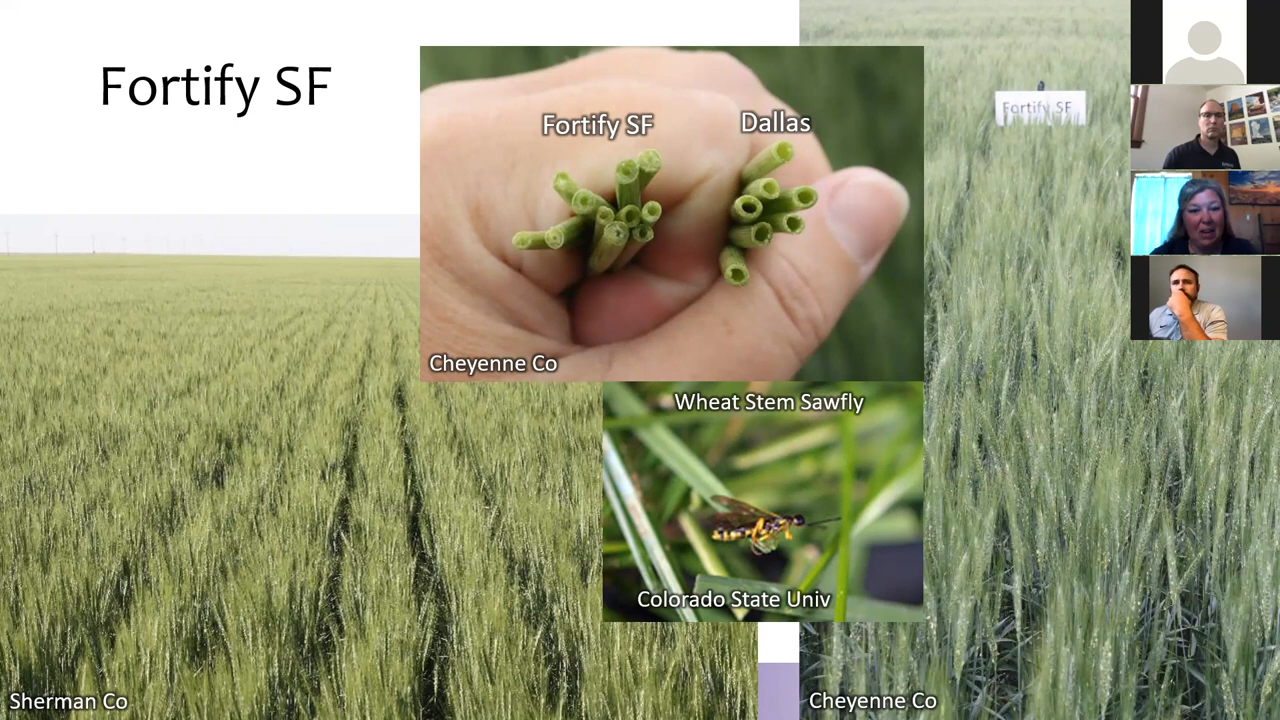 Fortify SF
Fortify SF
Dallas
Cheyenne Co
Wheat Stem Sawfly
Colorado State Univ
Sherman Co
Fortify SF
Cheyenne Co